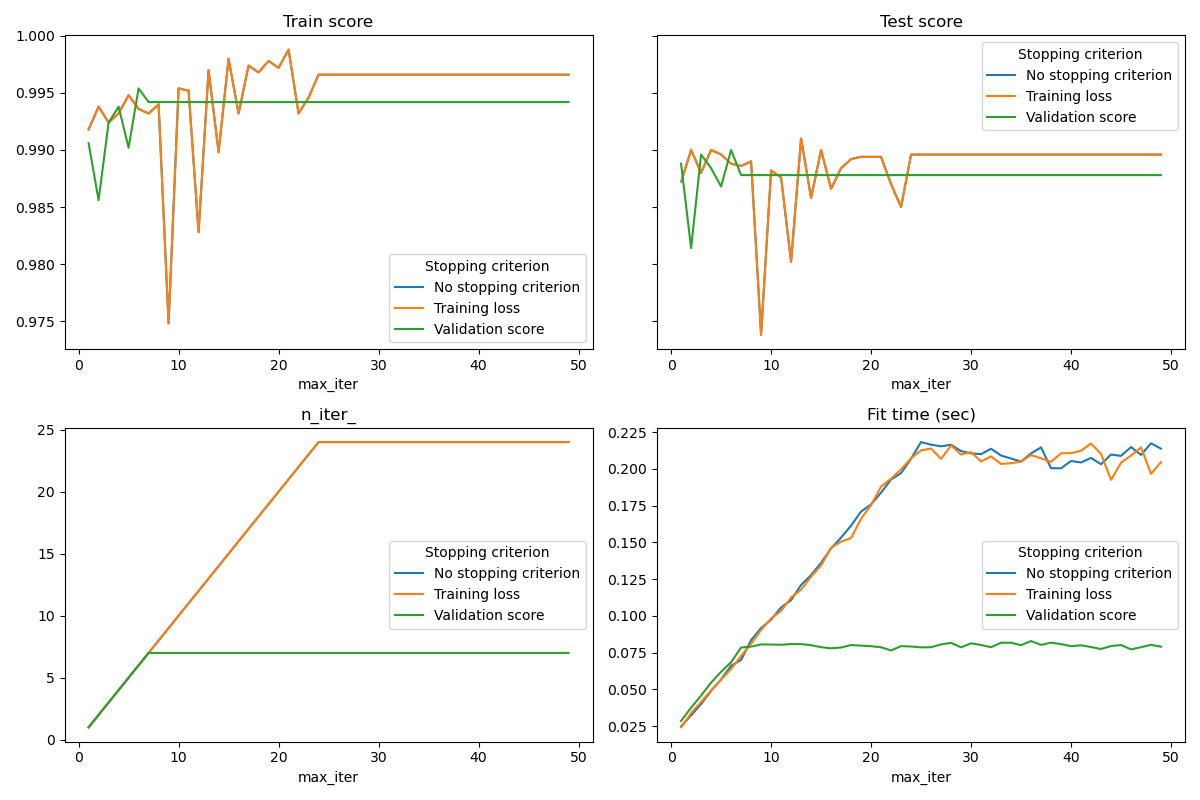 Train score
1.000
0.995
0.990
0.985
0.980
0.975
Stopping criterion
No stopping criterion
Training loss
Validation score
0 10 20 30 40 50
max_iter
Test score
Stopping criterion
No stopping criterion
Training loss
Validation score
0 10 20 30 40 50
max_iter
n_iter_
25
20
15
10
5
0
Stopping criterion
No stopping criterion
Training loss
Validation score
0 10 20 30 40 50
max_iter
Fit time (sec)
0.225
0.200
0.175
0.150
0.125
0.100
0.075
0.050
0.025
Stopping criterion
No stopping criterion
Training loss
Validation score
0 10 20 30 40 50
max_iter